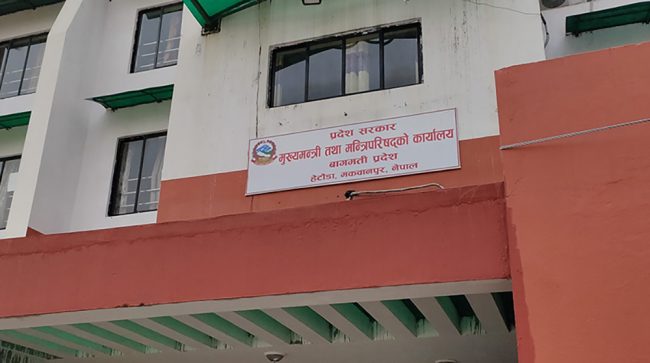 प्रदेश सरकार
मुख्यमन्त्री तथा मन्त्रिपरिषद्को कार्यालय
बागमती प्रदेश
हेटौंडा, मकवानपुर, नेपाल